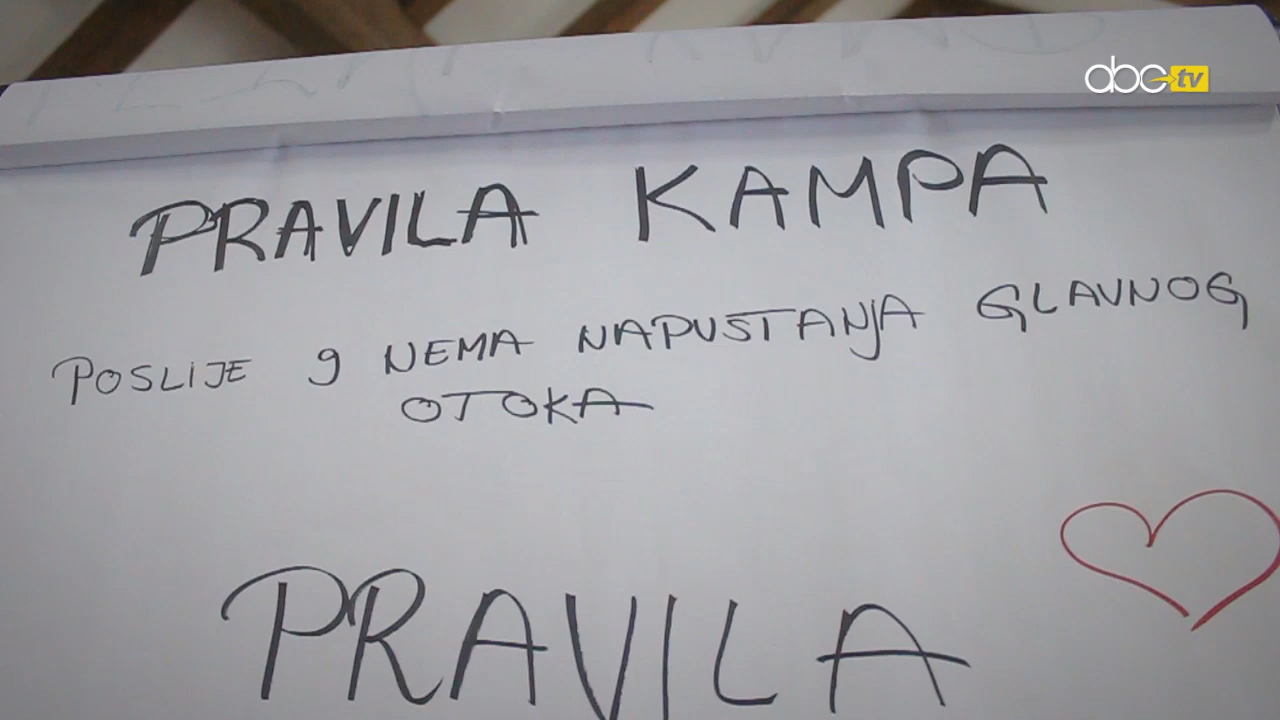 abc tv
PRAVILA KAMPA
POSLIJE 9 NEMA NAPUSTANJA GLAVNOG
OTOKA
PRAVILA